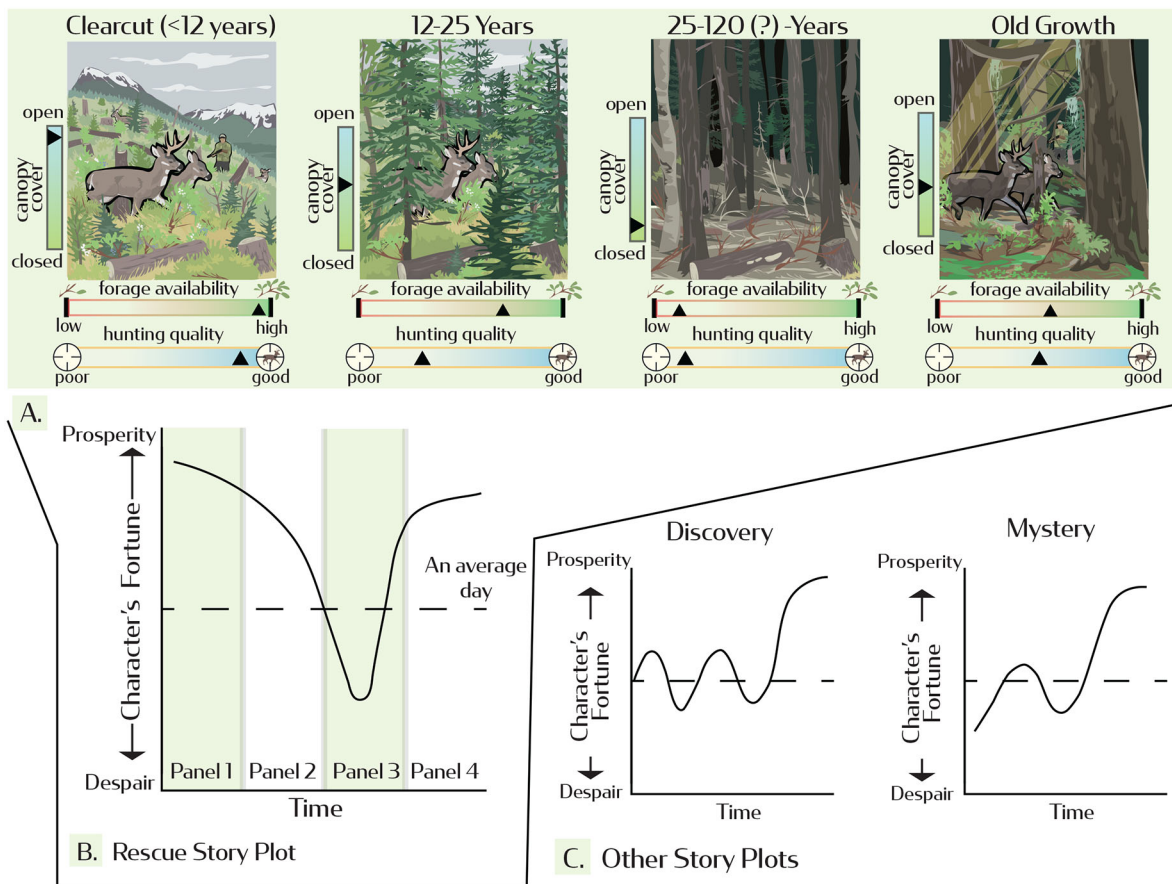 Clearcut (<12 years)
12-25 Years
25-120 (?) -Years
Old Growth
open
canopy
cover
closed
open
canopy
cover
closed
open
canopy
cover
closed
open
canopy
cover
closed
forage availability
low
high
hunting quality
poor
good
forage availability
hunting quality
poor
good
forage availability
low
high
hunting quality
poor
good
forage availability
low
high
hunting quality
poor
good
A.
Prosperity
Character's Fortune
Despair
An average
day
Panel 1
Panel 2
Panel 3
Panel 4
Time
B. Rescue Story Plot
Discovery
Prosperity
Character's
Fortune
Despair
Time
Mystery
Prosperity
Character's
Fortune
Despair
Time
C. Other Story Plots